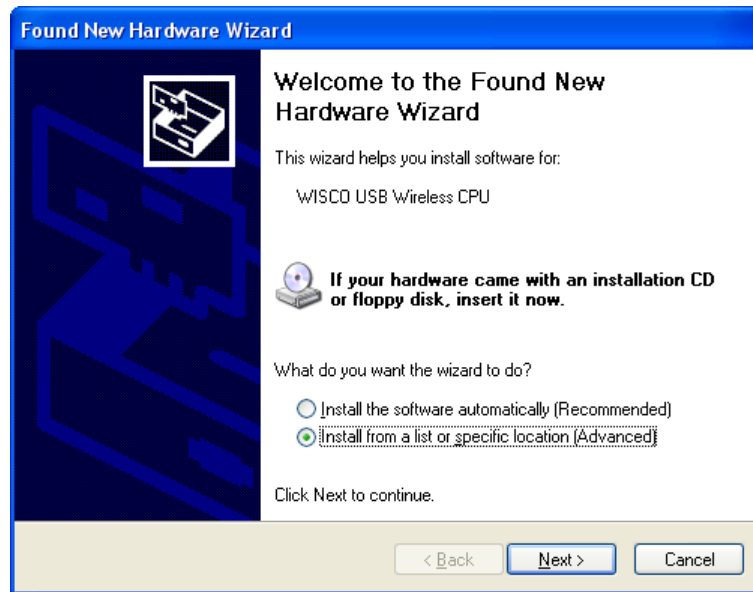 Found New Hardware Wizard
Welcome to the Found New
Hardware Wizard
This wizard helps you install software for:
WISCO USB Wireless CPU
If your hardware came with an installation CD
or floppy disk, insert it now.
What do you want the wizard to do?
Install the software automatically (Recommended)
Install from a list or specific location (Advanced)
Click Next to continue.
< Back
Next >
Cancel